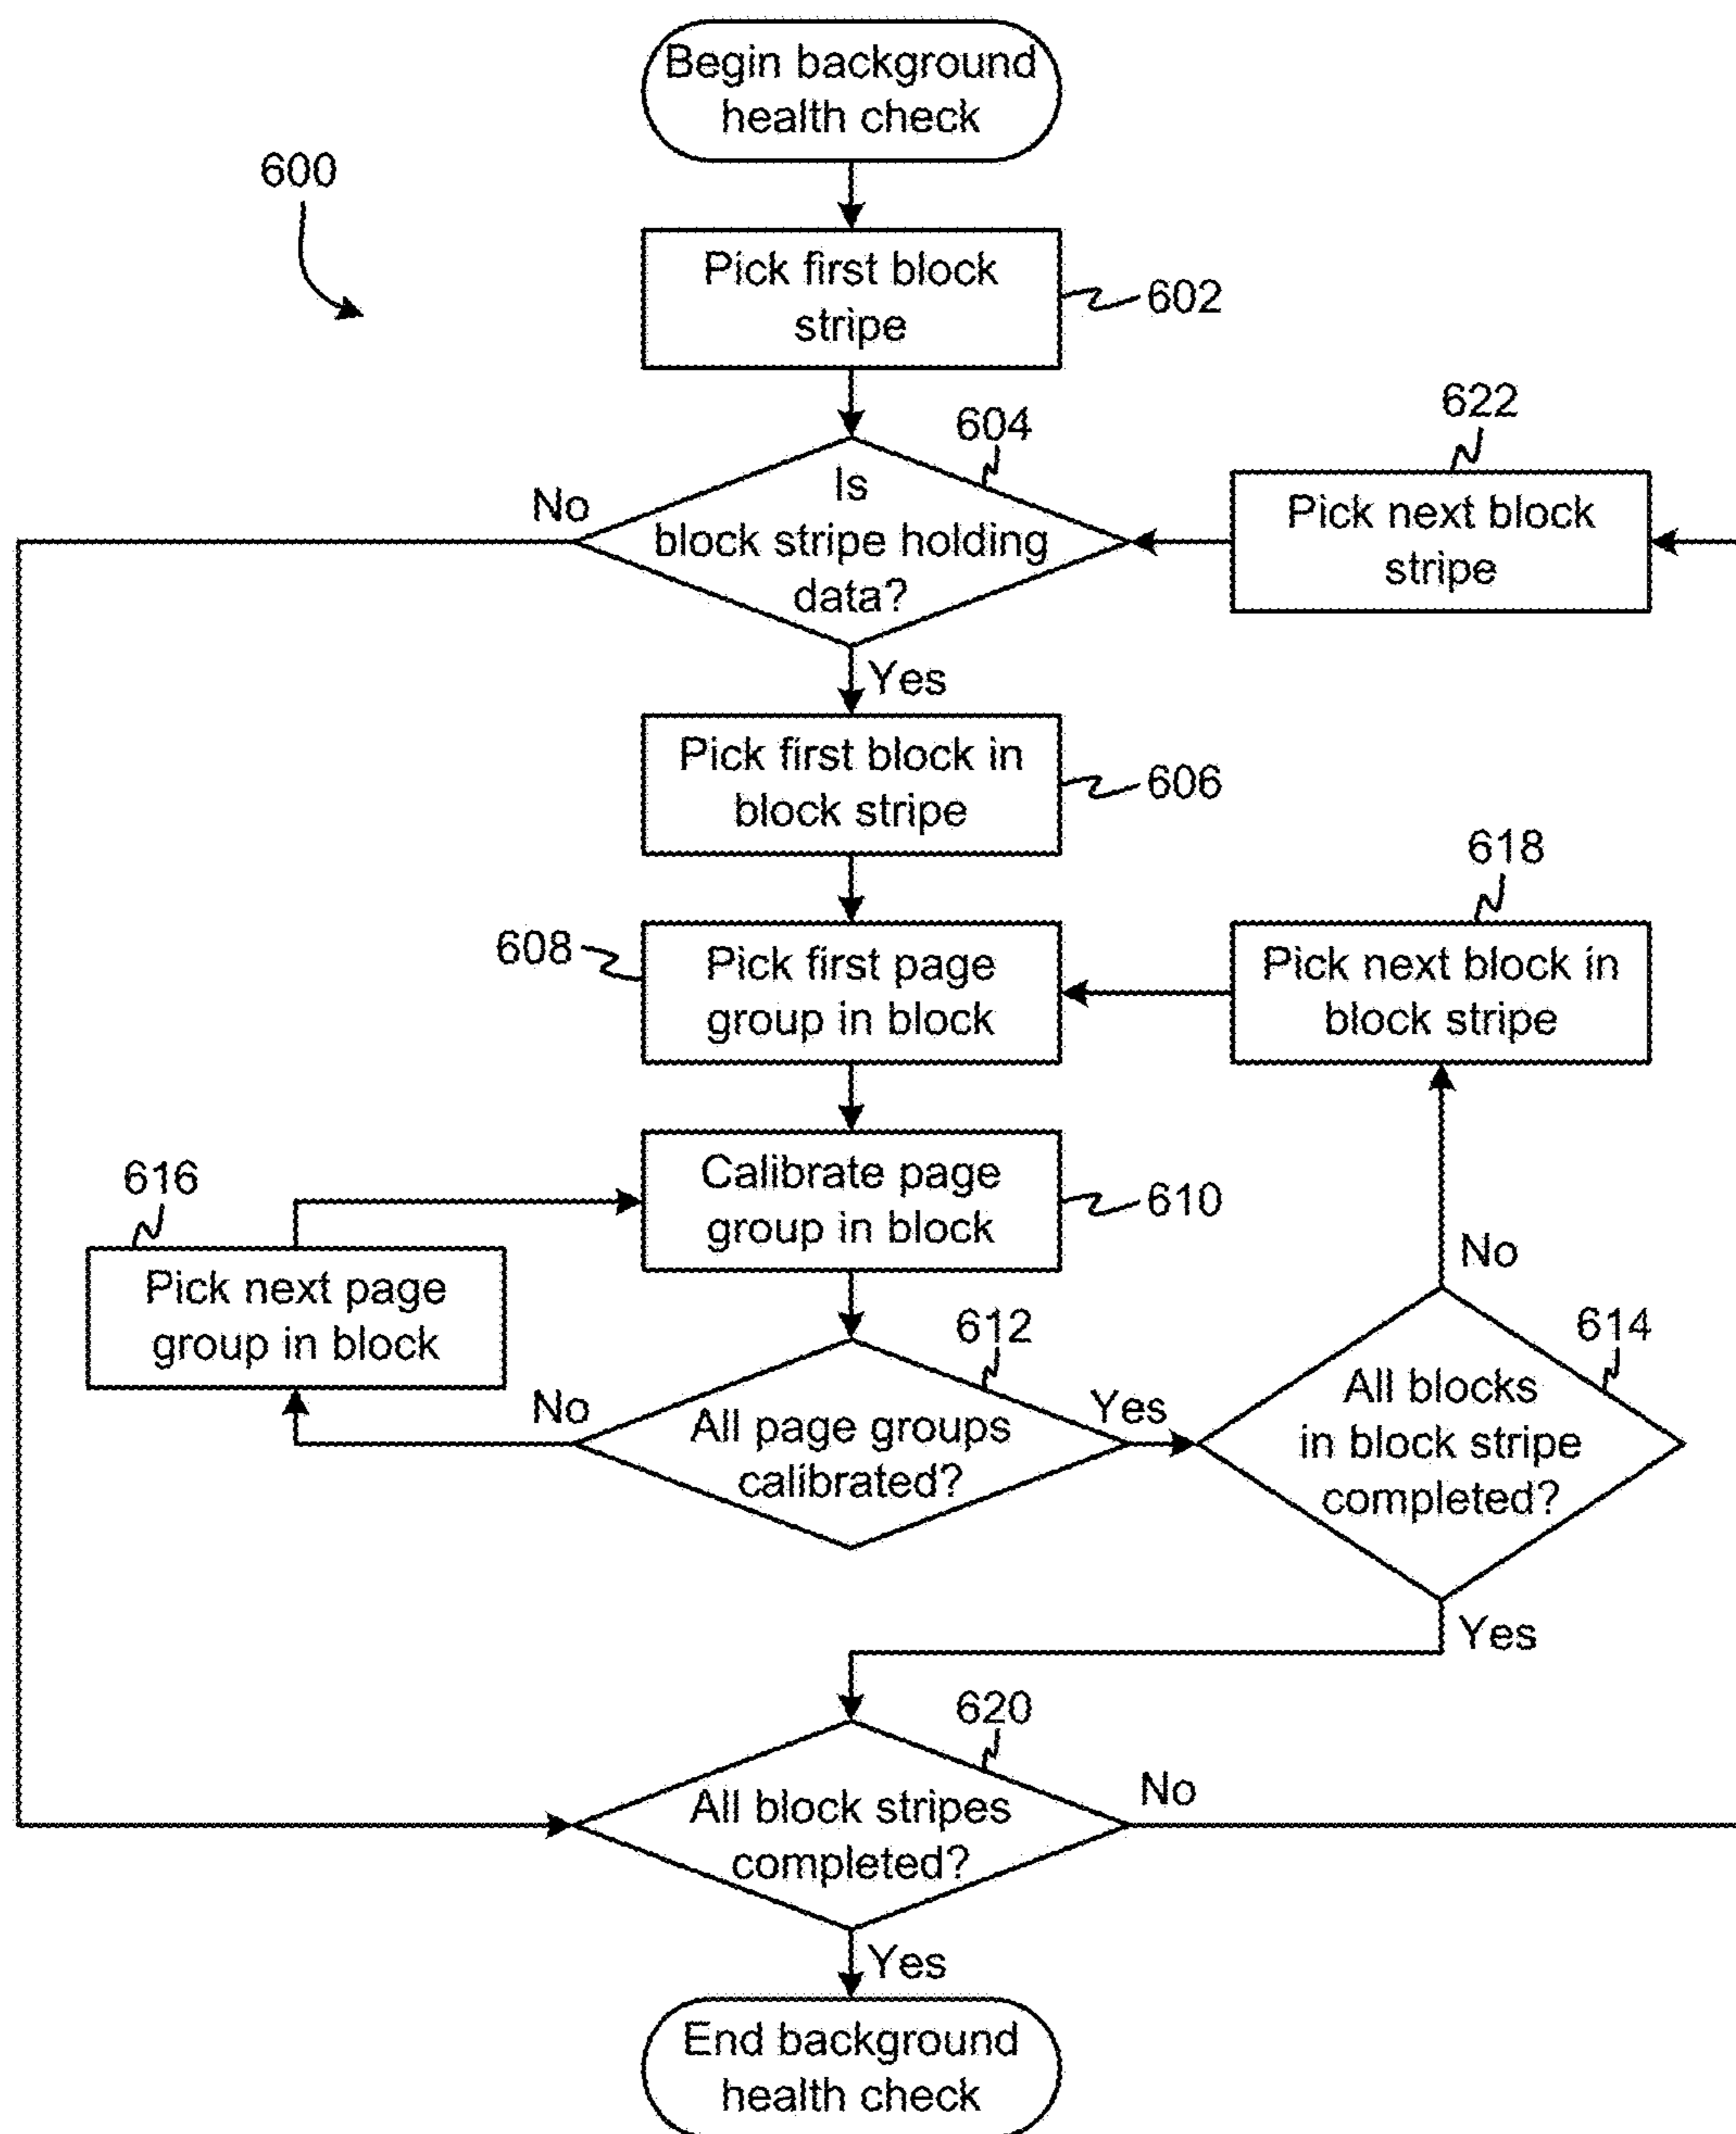 Begin background
health check
600
Pick first block
stripe
602
604
622
Is
block stripe holding
data?
No
Pick next block
stripe
Yes
Pick first block in
block stripe
606
618
608
Pick first page
group in block
Pick next block in
block stripe
616
Calibrate page
group in block
610
Pick next page
group in block
No
612
614
No
All page groups
calibrated?
Yes
All blocks
in block stripe
completed?
Yes
620
All block stripes
completed?
No
Yes
End background
health check